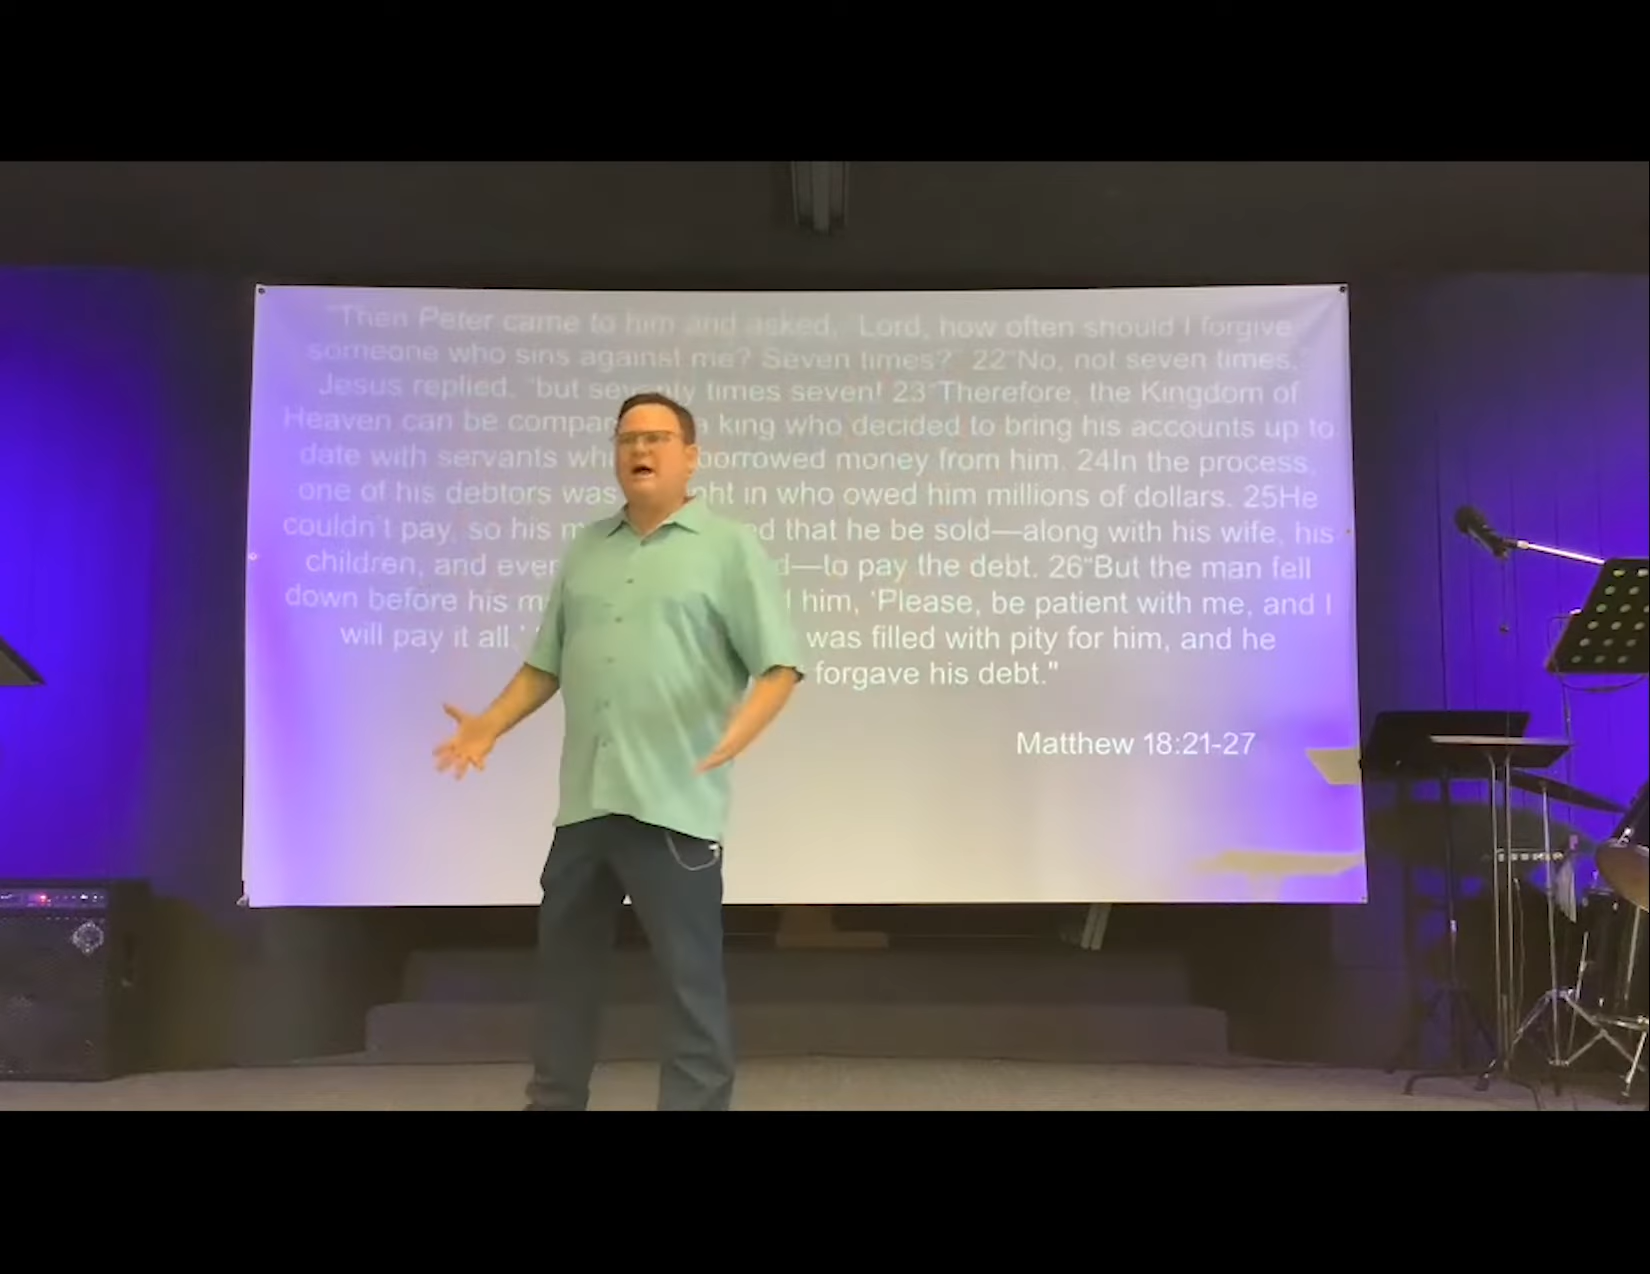 "Then Peter came to him and asked, Lord, how often should I forgive
someone who sins against me? Seven times?" 22"No, not seven times,"
Jesus replied, "but seventy times seven! 23"Therefore, the Kingdom of
Heaven can be compar a king who decided to bring his accounts up to
date with servants wh borrowed money from him. 24In the process,
one of his debtors was ght in who owed him millions of dollars. 25He
couldn't pay, so his m d that he be sold—along with his wife, his
children, and ever d—to pay the debt. 26"But the man fell
down before his m d him, 'Please, be patient with me, and I
will pay it all.' was filled with pity for him, and he
forgave his debt."
Matthew 18:21-27